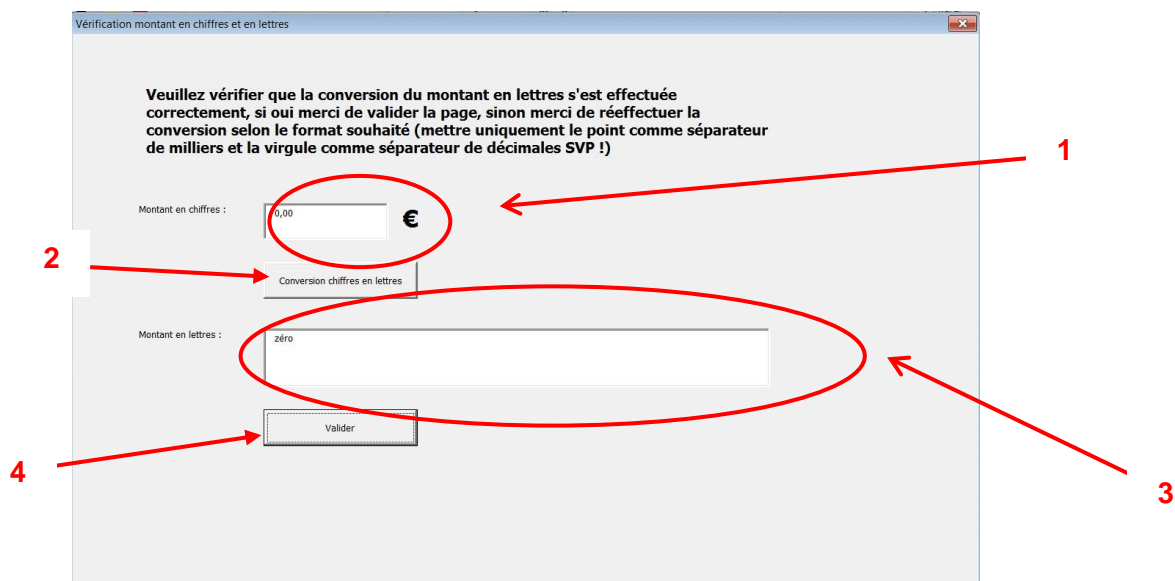 Vérification montant en chiffres et en lettres
Veuillez vérifier que la conversion du montant en lettres s'est effectuée
correctement, si oui merci de valider la page, sinon merci de réeffectuer la
conversion selon le format souhaité (mettre uniquement le point comme séparateur
de milliers et la virgule comme séparateur de décimales SVP !)
1
Montant en chiffres :
0,00
€
2
Conversion chiffres en lettres
Montant en lettres :
zéro
Valider
4
3